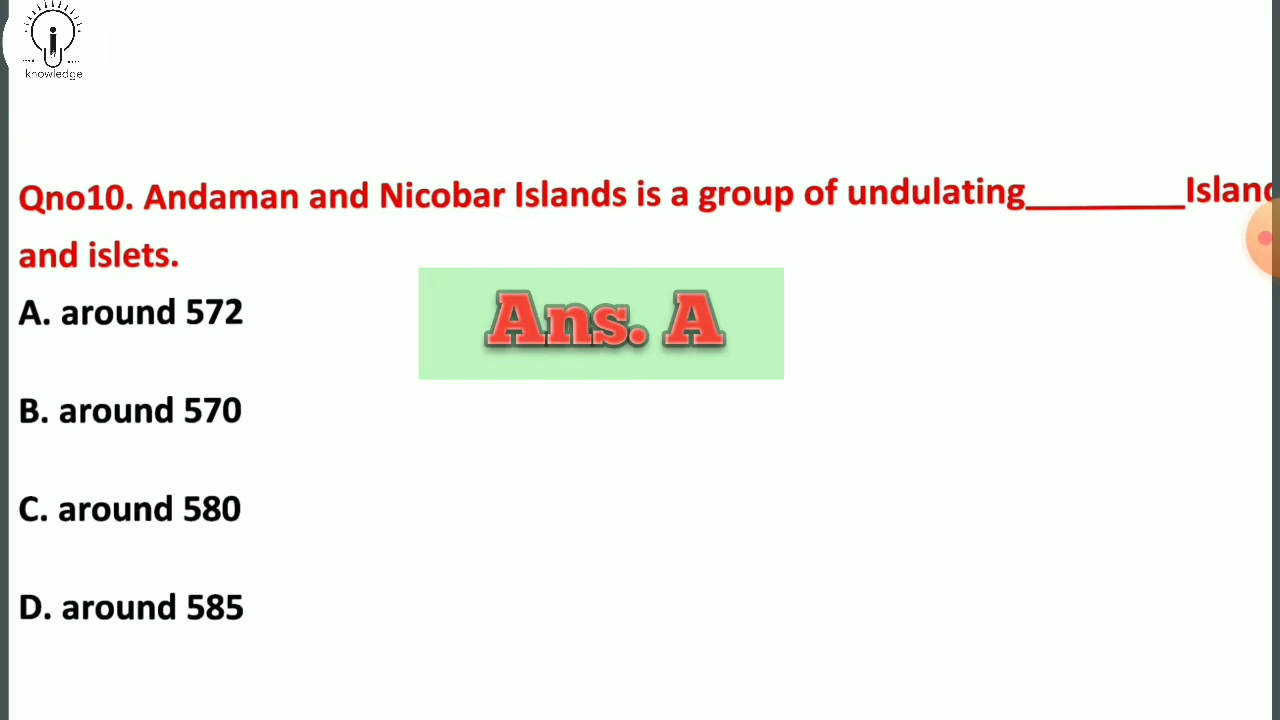 knowledge
Qno10. Andaman and Nicobar Islands is a group of undulating_________
and islets.
A. around 572
Ans. A
B. around 570
C. around 580
D. around 585